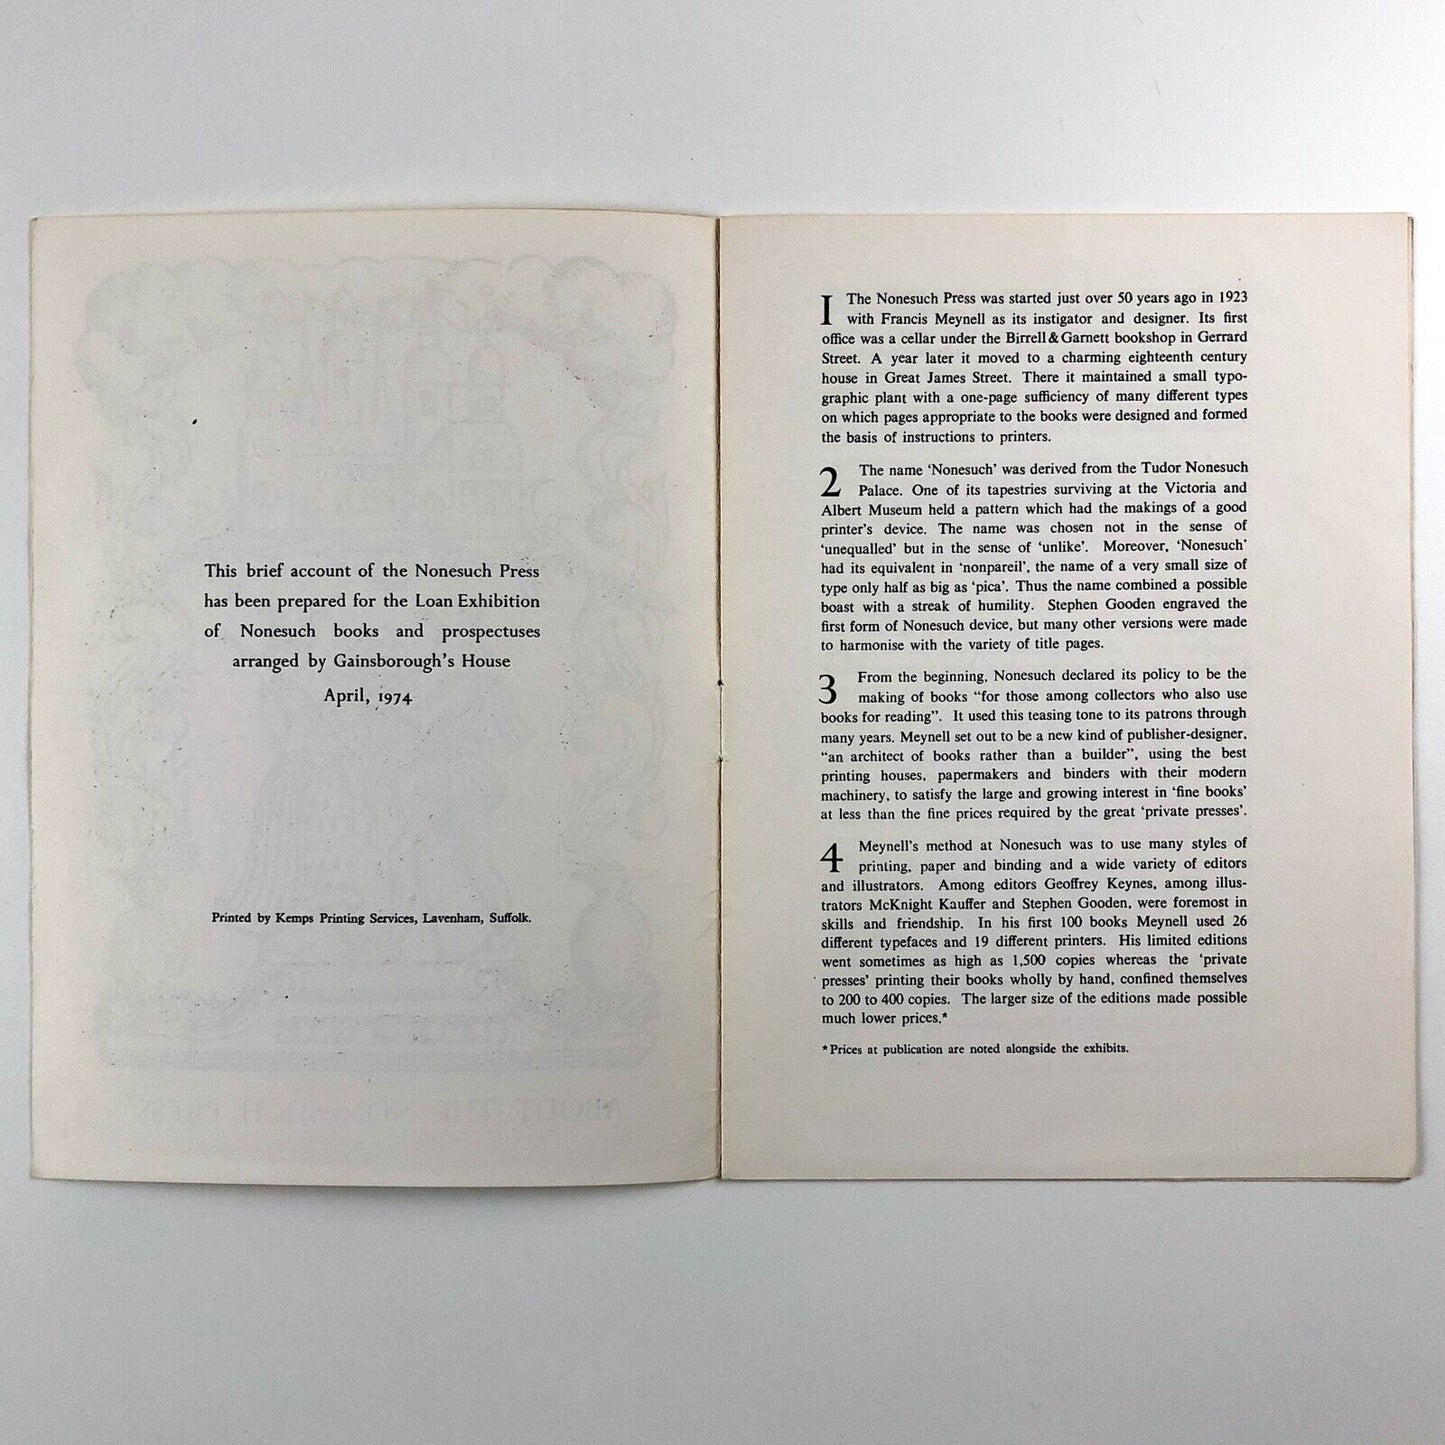 This brief account of the Nonesuch Press
has been prepared for the Loan Exhibition
of Nonesuch books and prospectuses
arranged by Gainsborough's House
April, 1974
Printed by Kemps Printing Services, Lavenham, Suffolk.
1 The Nonesuch Press was started just over 50 years ago in 1923
with Francis Meynell as its instigator and designer. Its first
office was a cellar under the Birrell & Garnett bookshop in Gerrard
Street. A year later it moved to a charming eighteenth century
house in Great James Street. There it maintained a small typo-
graphic plant with a one-page sufficiency of many different types
on which pages appropriate to the books were designed and formed
the basis of instructions to printers.
2 The name ‘Nonesuch’ was derived from the Tudor Nonesuch
Palace. One of its tapestries surviving at the Victoria and
Albert Museum held a pattern which had the makings of a good
printer’s device. The name was chosen not in the sense of
‘unequalled’ but in the sense of ‘unlike’. Moreover, ‘Nonesuch’
had its equivalent in ‘nonpareil’, the name of a very small size of
type only half as big as ‘pica’. Thus the name combined a possible
boast with a streak of humility. Stephen Gooden engraved the
first form of Nonesuch device, but many other versions were made
to harmonise with the variety of title pages.
3 From the beginning, Nonesuch declared its policy to be the
making of books “for those among collectors who also use
books for reading”. It used this teasing tone to its patrons through
many years. Meynell set out to be a new kind of publisher-designer,
“an architect of books rather than a builder”, using the best
printing houses, papermakers and binders with their modern
machinery, to satisfy the large and growing interest in ‘fine books’
at less than the fine prices required by the great ‘private presses’.
4 Meynell’s method at Nonesuch was to use many styles of
printing, paper and binding and a wide variety of editors
and illustrators. Among editors Geoffrey Keynes, among illus-
trators McKnight Kauffer and Stephen Gooden, were foremost in
skills and friendship. In his first 100 books Meynell used 26
different typefaces and 19 different printers. His limited editions
went sometimes as high as 1,500 copies whereas the ‘private
presses’ printing their books wholly by hand, confined themselves
to 200 to 400 copies. The larger size of the editions made possible
much lower prices.*
*Prices at publication are noted alongside the exhibits.